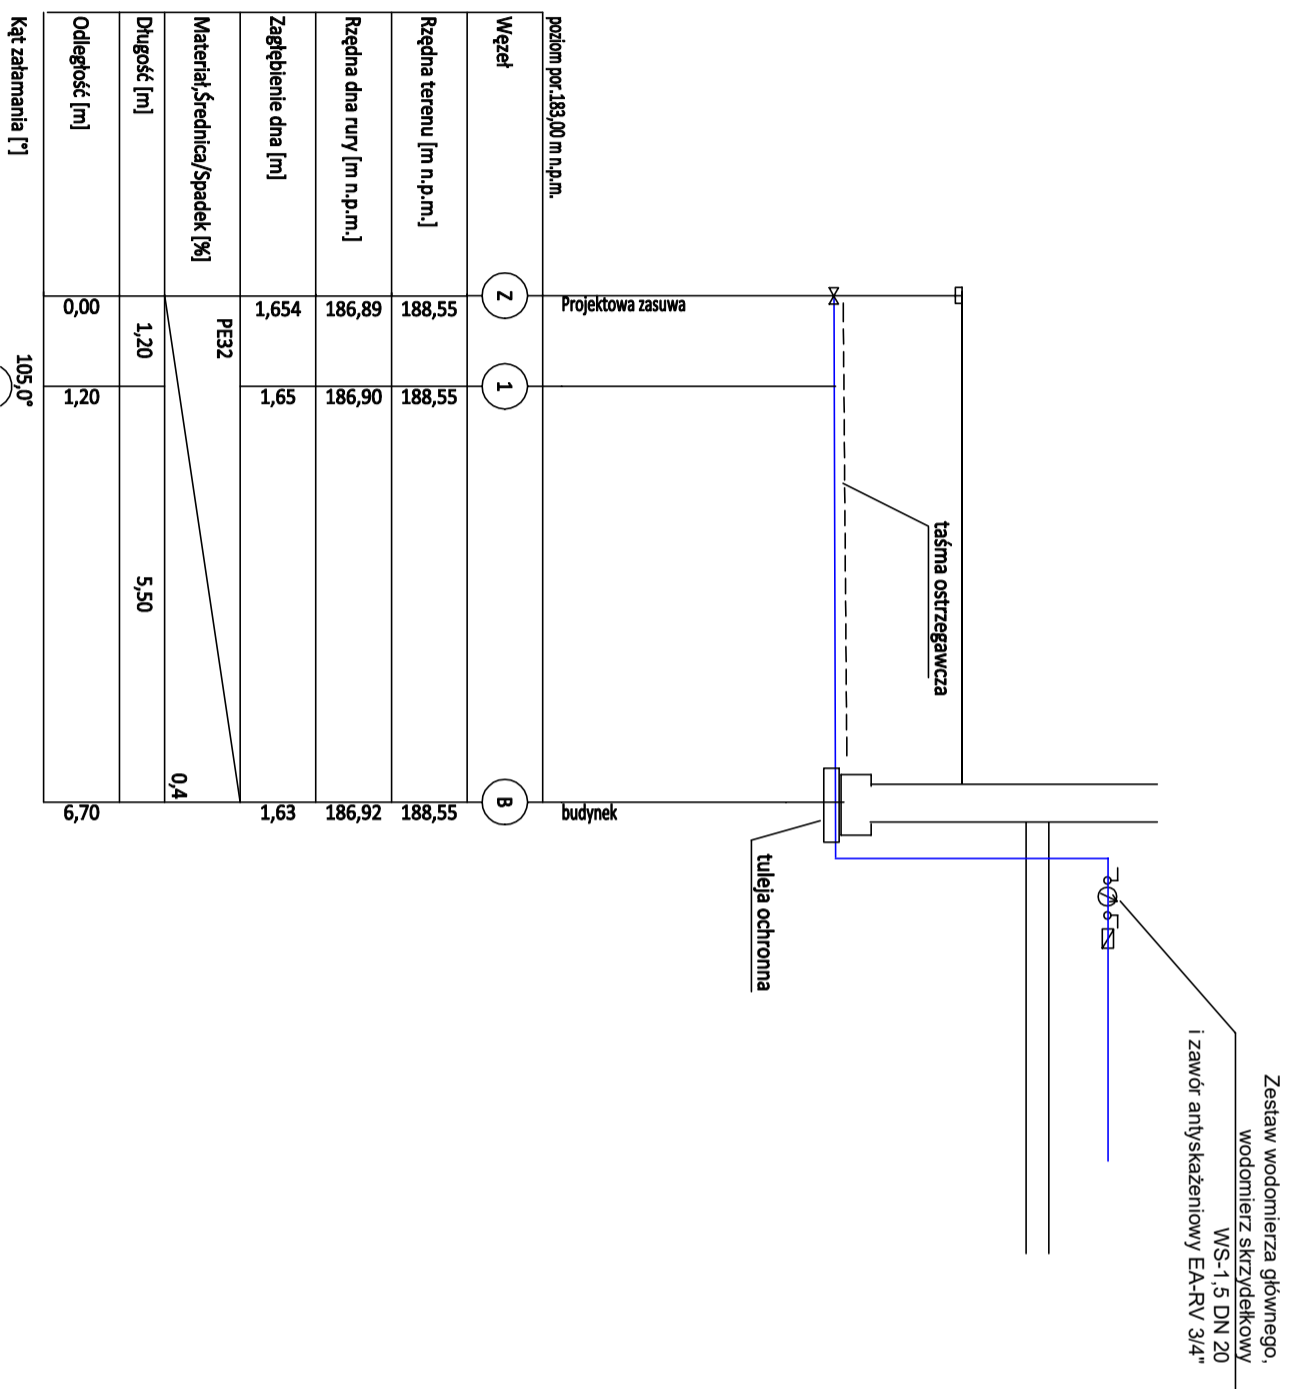 Zestaw wodomierza głównego,
wodomierz skrzydełkowy
WS-1,5 DN 20
i zawór antyskażeniowy EA-RV 3/4"
taśma ostrzegawcza
tuleja ochronna
Projektowa zasuwa
budynek
poziom por.183,00 m n.p.m.
Węzeł Z 1 B
Rzędna terenu [m n.p.m.] 188,55 188,55 188,55
Rzędna dna rury [m n.p.m.] 186,89 186,90 186,92
Zagłębienie dna [m] 1,654 1,65 1,63
Materiał,Średnica/Spadek [%] PE32 0,4
Długość [m] 1,20 5,50
Odległość [m] 0,00 1,20 6,70
Kąt załamania [°] 105,0°